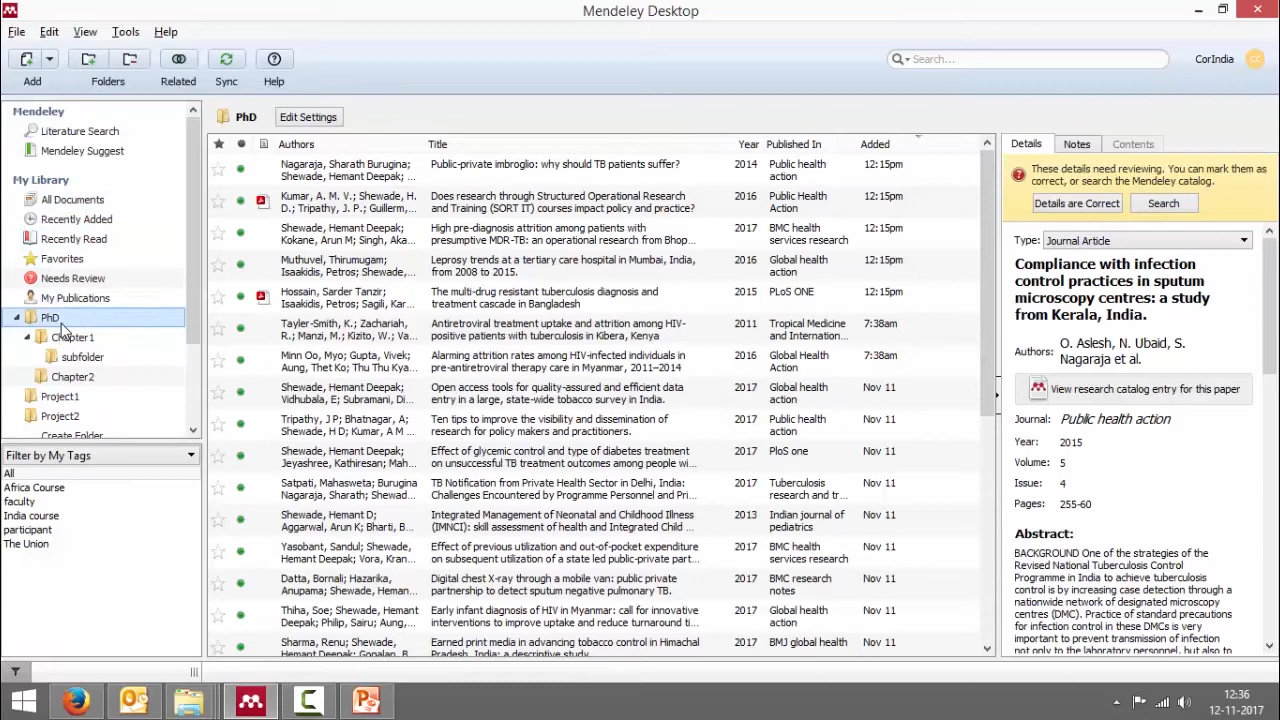 Mendeley Desktop
File Edit View Tools Help
Search...
CorIndia CC
Add Folders Related Sync Help
Mendeley
Literature Search
Mendeley Suggest
My Library
All Documents
Recently Added
Recently Read
Favorites
Needs Review
My Publications
PhD
Chapter1
subfolder
Chapter2
Project1
Project2
Create Folder
Filter by My Tags
All
Africa Course
faculty
India course
participant
The Union
PhD Edit Settings
Authors Title Year Published In Added
Nagaraja, Sharath Burugina; Public-private imbroglio: why should TB patients suffer? 2014 Public health 12:15pm
Shewade, Hemant Deepak; ... action
Kumar, A. M. V.; Shewade, H. Does research through Structured Operational Research 2016 Public Health 12:15pm
D.; Tripathy, J. P.; Guillerm,... and Training (SORT IT) courses impact policy and practice? Action
Shewade, Hemant Deepak; High pre-diagnosis attrition among patients with 2017 BMC health 12:15pm
Kokane, Arun M; Singh, Aka... presumptive MDR-TB: an operational research from Bhop... services research
Muthuvel, Thirumugam; Leprosy trends at a tertiary care hospital in Mumbai, India, 2016 Global 12:15pm
Isaakidis, Petros; Shewade,... from 2008 to 2015. Health Action
Hossain, Sarder Tanzir; The multi-drug resistant tuberculosis diagnosis and 2015 PLoS ONE 12:15pm
Isaakidis, Petros; Sagili, Kar... treatment cascade in Bangladesh
Tayler-Smith, K.; Zachariah, Antiretroviral treatment uptake and attrition among HIV- 2011 Tropical Medicine 7:38am
R.; Manzi, M.; Kizito, W.; Va... positive patients with tuberculosis in Kibera, Kenya and Internation...
Minn Oo, Myo; Gupta, Vivek; Alarming attrition rates among HIV-infected individuals in 2016 Global Health 7:38am
Aung, Thet Ko; Thu Thu Kya... pre-antiretroviral therapy care in Myanmar, 2011–2014 Action
Shewade, Hemant Deepak; Open access tools for quality-assured and efficient data 2017 Global health Nov 11
Vidhubala, E; Subramani, Di... entry in a large, state-wide tobacco survey in India. action
Tripathy, J P; Bhatnagar, A; Ten tips to improve the visibility and dissemination of 2017 Public health Nov 11
Shewade, H D; Kumar, A M ... research for policy makers and practitioners. action
Shewade, Hemant Deepak; Effect of glycemic control and type of diabetes treatment 2017 PloS one Nov 11
Jeyashree, Kathiresan; Mah... on unsuccessful TB treatment outcomes among people wi...
Satpati, Mahasweta; Burugina TB Notification from Private Health Sector in Delhi, India: 2017 Tuberculosis Nov 11
Nagaraja, Sharath; Shewad... Challenges Encountered by Programme Personnel and Pri... research and tr...
Shewade, Hemant D; Integrated Management of Neonatal and Childhood Illness 2013 Indian journal of Nov 11
Aggarwal, Arun K; Bharti, B... (IMNCI): skill assessment of health and Integrated Child ... pediatrics
Yasobant, Sandul; Shewade, Effect of previous utilization and out-of-pocket expenditure 2017 BMC health Nov 11
Hemant Deepak; Vora, Kran... on subsequent utilization of a state led public-private part... services research
Datta, Bornali; Hazarika, Digital chest X-ray through a mobile van: public private 2017 BMC research Nov 11
Anupama; Shewade, Hema... partnership to detect sputum negative pulmonary TB. notes
Thiha, Soe; Shewade, Hemant Early infant diagnosis of HIV in Myanmar: call for innovative 2017 Global health Nov 11
Deepak; Philip, Sairu; Aung,... interventions to improve uptake and reduce turnaround ti... action
Sharma, Renu; Shewade, Earned print media in advancing tobacco control in Himachal 2017 BMJ global health Nov 11
Hemant Deepak; Gopalan, B Pradesh, India: a descriptive study
Details Notes Contents
These details need reviewing. You can mark them as
correct, or search the Mendeley catalog.
Details are Correct Search
Type: Journal Article
Compliance with infection
control practices in sputum
microscopy centres: a study
from Kerala, India.
Authors: O. Aslesh, N. Ubaid, S.
Nagaraja et al.
View research catalog entry for this paper
Journal: Public health action
Year: 2015
Volume: 5
Issue: 4
Pages: 255-60
Abstract:
BACKGROUND One of the strategies of the
Revised National Tuberculosis Control
Programme in India to achieve tuberculosis
control is by increasing case detection through a
nationwide network of designated microscopy
centres (DMC). Practice of standard precautions
for infection control in these DMCs is very
important to prevent transmission of infection
not only to the laboratory personnel, but also to
12:36
12-11-2017